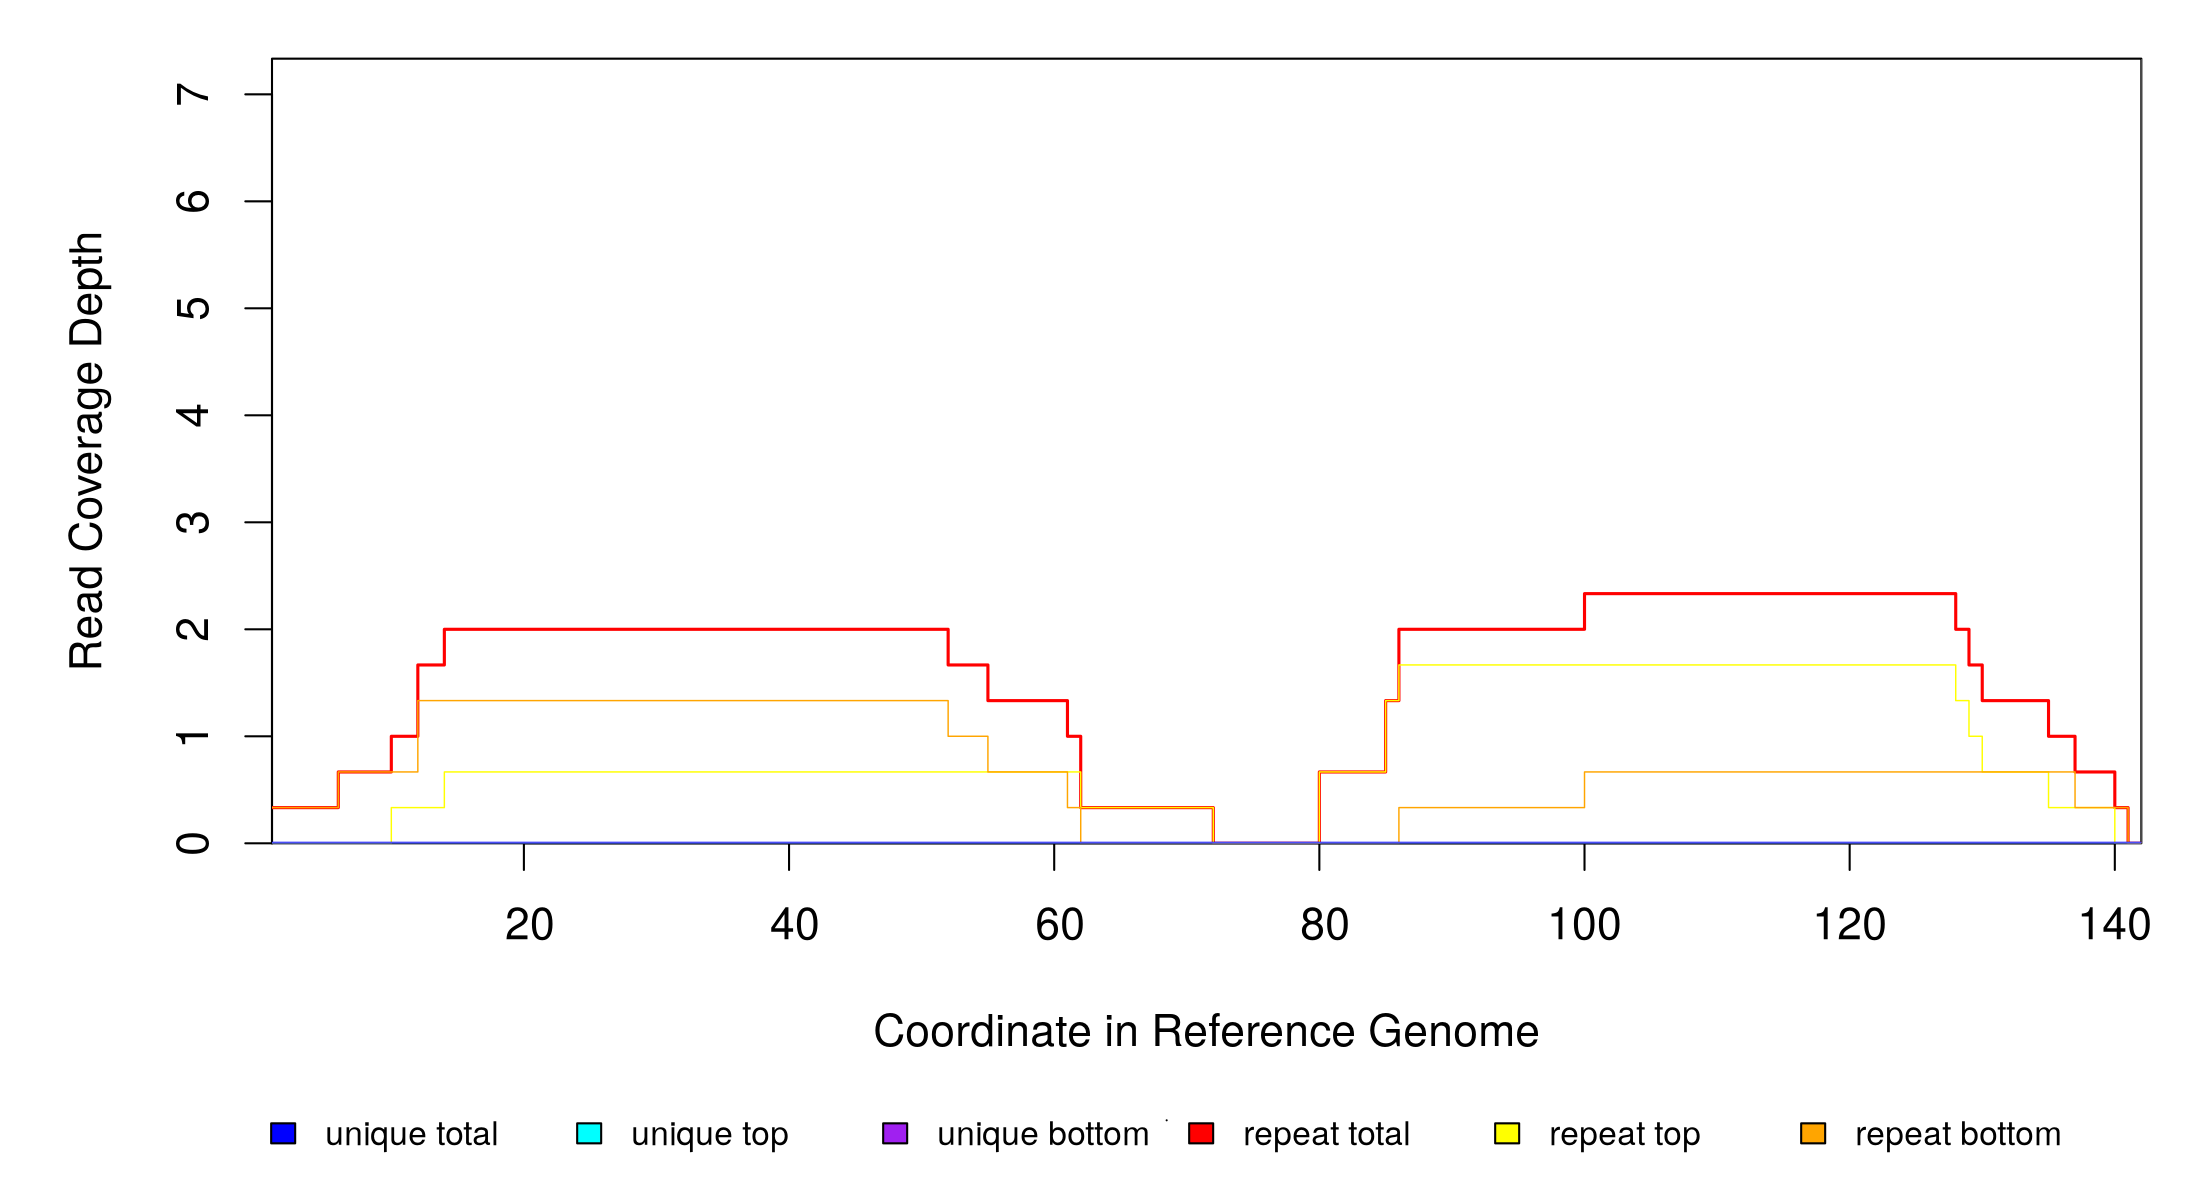 Read Coverage Depth
7
6
5
4
3
2
1
0
20 40 60 80 100 120 140
Coordinate in Reference Genome
unique total unique top unique bottom repeat total repeat top repeat bottom